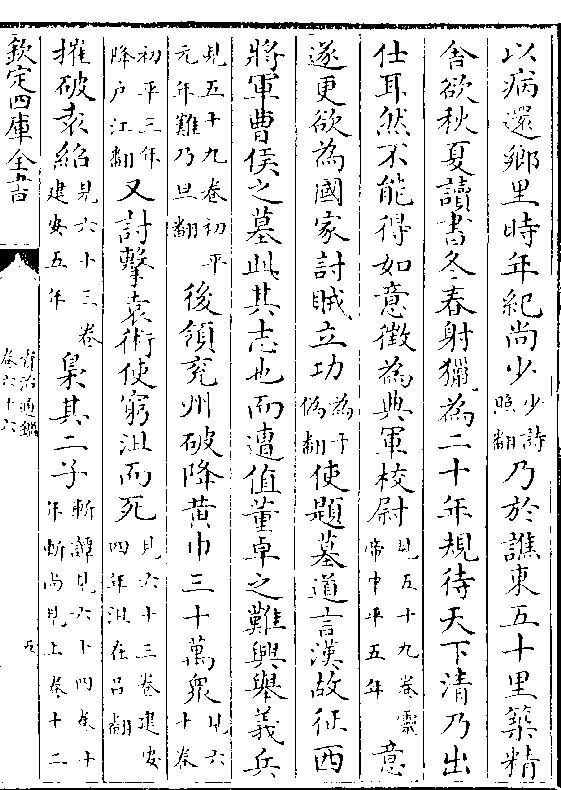 以病還鄉里時年紀尚少少詩照翻乃於譙東五十里築精
舍欲秋夏讀書冬春射獵為二十年規待天下清乃出
仕耳然不能得如意徵為典軍校尉見五十九卷靈帝中平五年意
遂更欲為國家討賊立功為于偽翻使題墓道言漢故征西
將軍曹侯之墓此其志也而遭值董卓之難興舉義兵
見五十九卷初平元年難乃旦翻後領兗州破降黄巾三十萬衆見六十卷
初平三年降户江翻又討擊袁術使窮沮而死見六十三卷建安四年沮在吕翻
摧破袁紹見六十三卷建安五年梟其二子斬譚見六十四卷十年斬尚見上卷十二
欽定四庫全書
資治通鑑
卷六十六
五